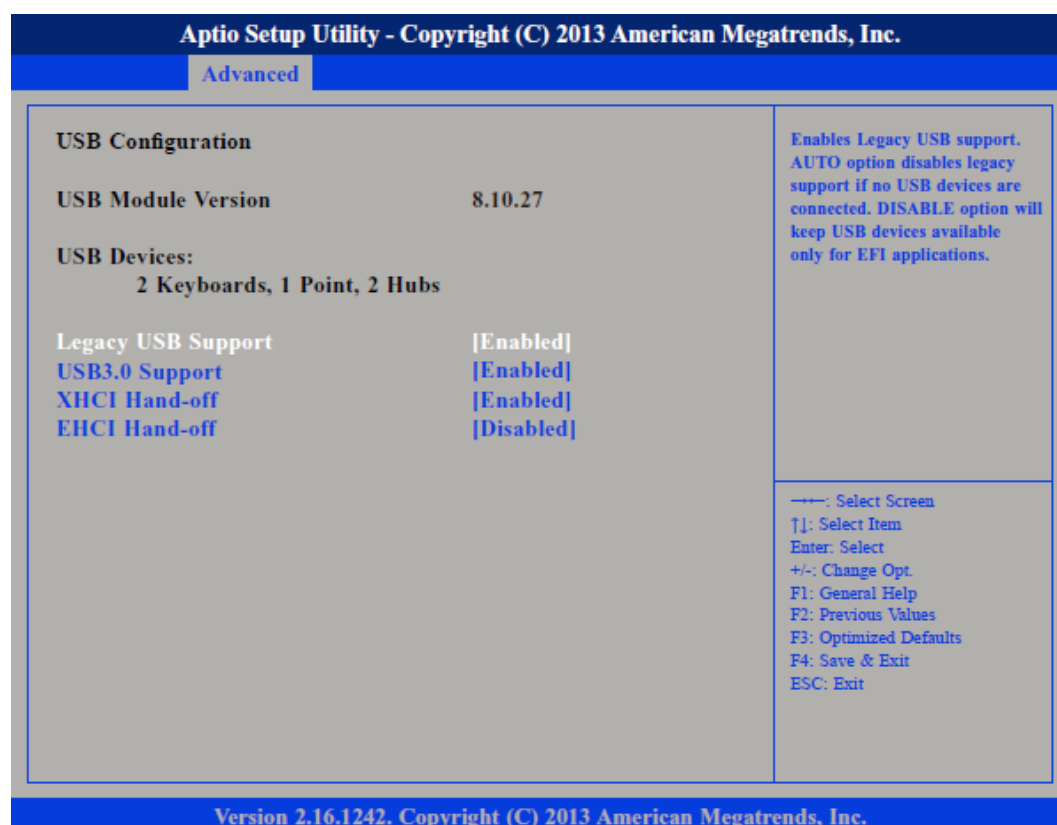 Aptio Setup Utility - Copyright (C) 2013 American Megatrends, Inc.
Advanced
USB Configuration
USB Module Version 8.10.27
USB Devices:
2 Keyboards, 1 Point, 2 Hubs
Legacy USB Support [Enabled]
USB3.0 Support [Enabled]
XHCI Hand-off [Enabled]
EHCI Hand-off [Disabled]
Enables Legacy USB support.
AUTO option disables legacy
support if no USB devices are
connected. DISABLE option will
keep USB devices available
only for EFI applications.
→←: Select Screen
↑↓: Select Item
Enter: Select
+/-: Change Opt.
F1: General Help
F2: Previous Values
F3: Optimized Defaults
F4: Save & Exit
ESC: Exit
Version 2.16.1242. Copyright (C) 2013 American Megatrends, Inc.